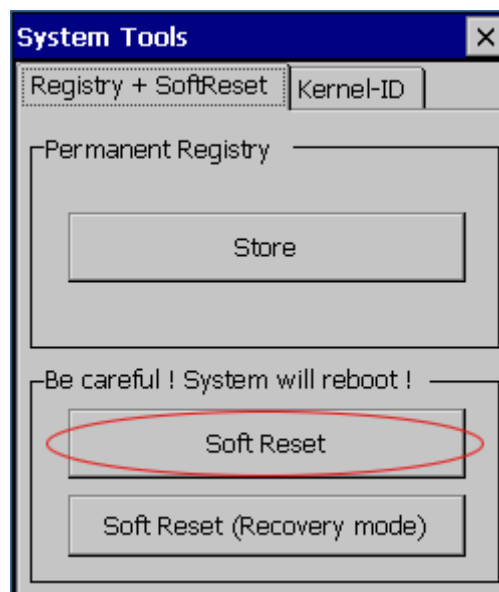 System Tools
Registry + SoftReset
Kernel-ID
Permanent Registry
Store
Be careful ! System will reboot !
Soft Reset
Soft Reset (Recovery mode)